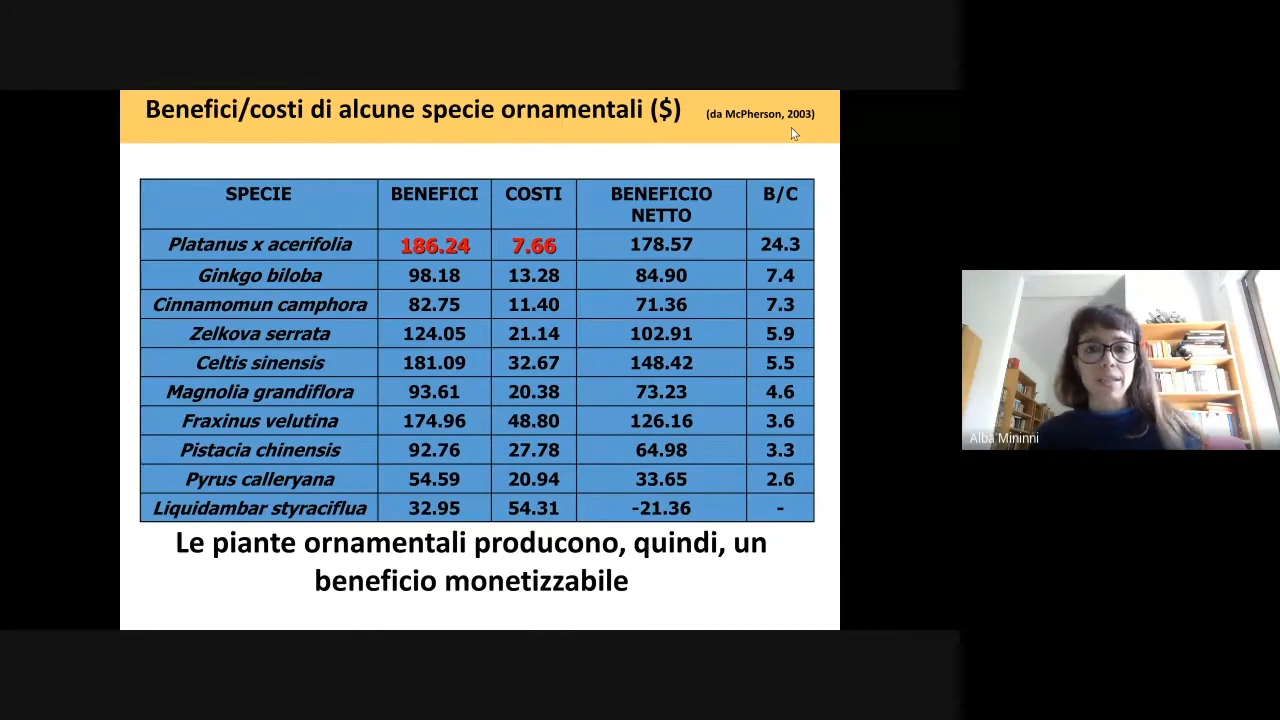 Benefici/costi di alcune specie ornamentali ($) (da McPherson, 2003)
SPECIE BENEFICI COSTI BENEFICIO NETTO B/C
Platanus x acerifolia 186.24 7.66 178.57 24.3
Ginkgo biloba 98.18 13.28 84.90 7.4
Cinnamomun camphora 82.75 11.40 71.36 7.3
Zelkova serrata 124.05 21.14 102.91 5.9
Celtis sinensis 181.09 32.67 148.42 5.5
Magnolia grandiflora 93.61 20.38 73.23 4.6
Fraxinus velutina 174.96 48.80 126.16 3.6
Pistacia chinensis 92.76 27.78 64.98 3.3
Pyrus calleryana 54.59 20.94 33.65 2.6
Liquidambar styraciflua 32.95 54.31 -21.36 -
Le piante ornamentali producono, quindi, un
beneficio monetizzabile
Alba Mininni